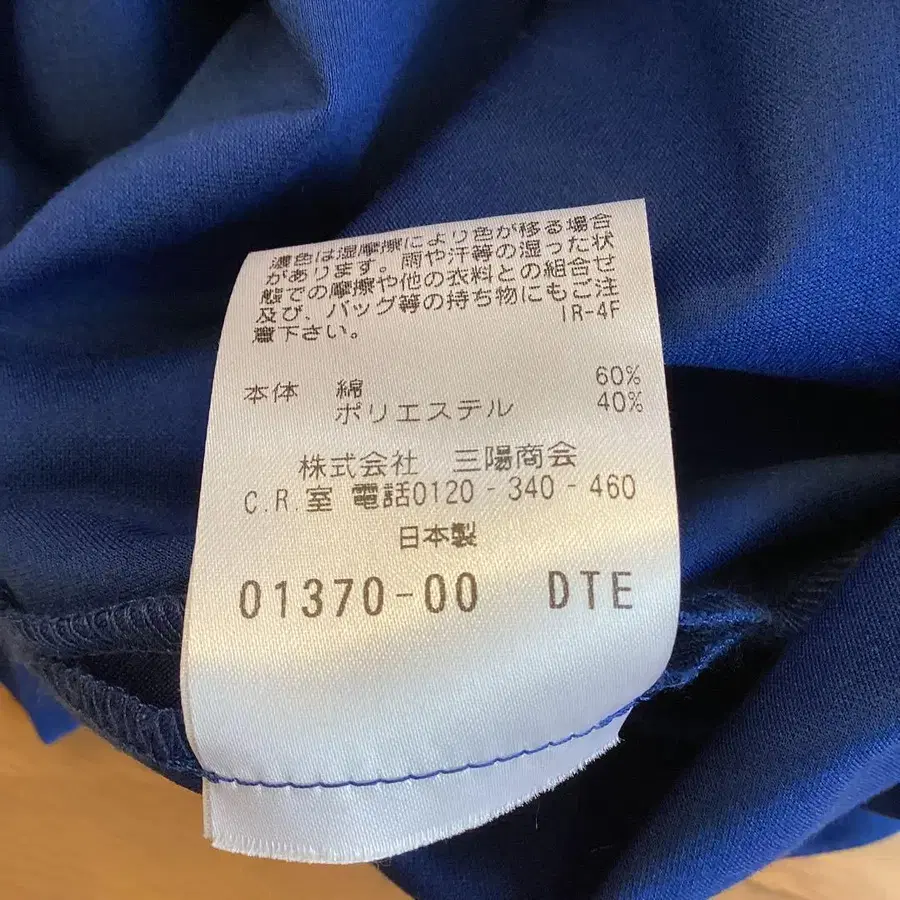 濃色は湿摩擦により色が移る場合
があります。雨や汗等の湿った状
態での摩擦や他の衣料との組合せ
及び、バッグ等の持ち物にもご注
意下さい。 IR-4F
本体 綿 60%
ポリエステル 40%
株式会社 三陽商会
C.R.室 電話0120-340-460
日本製
01370-00 DTE